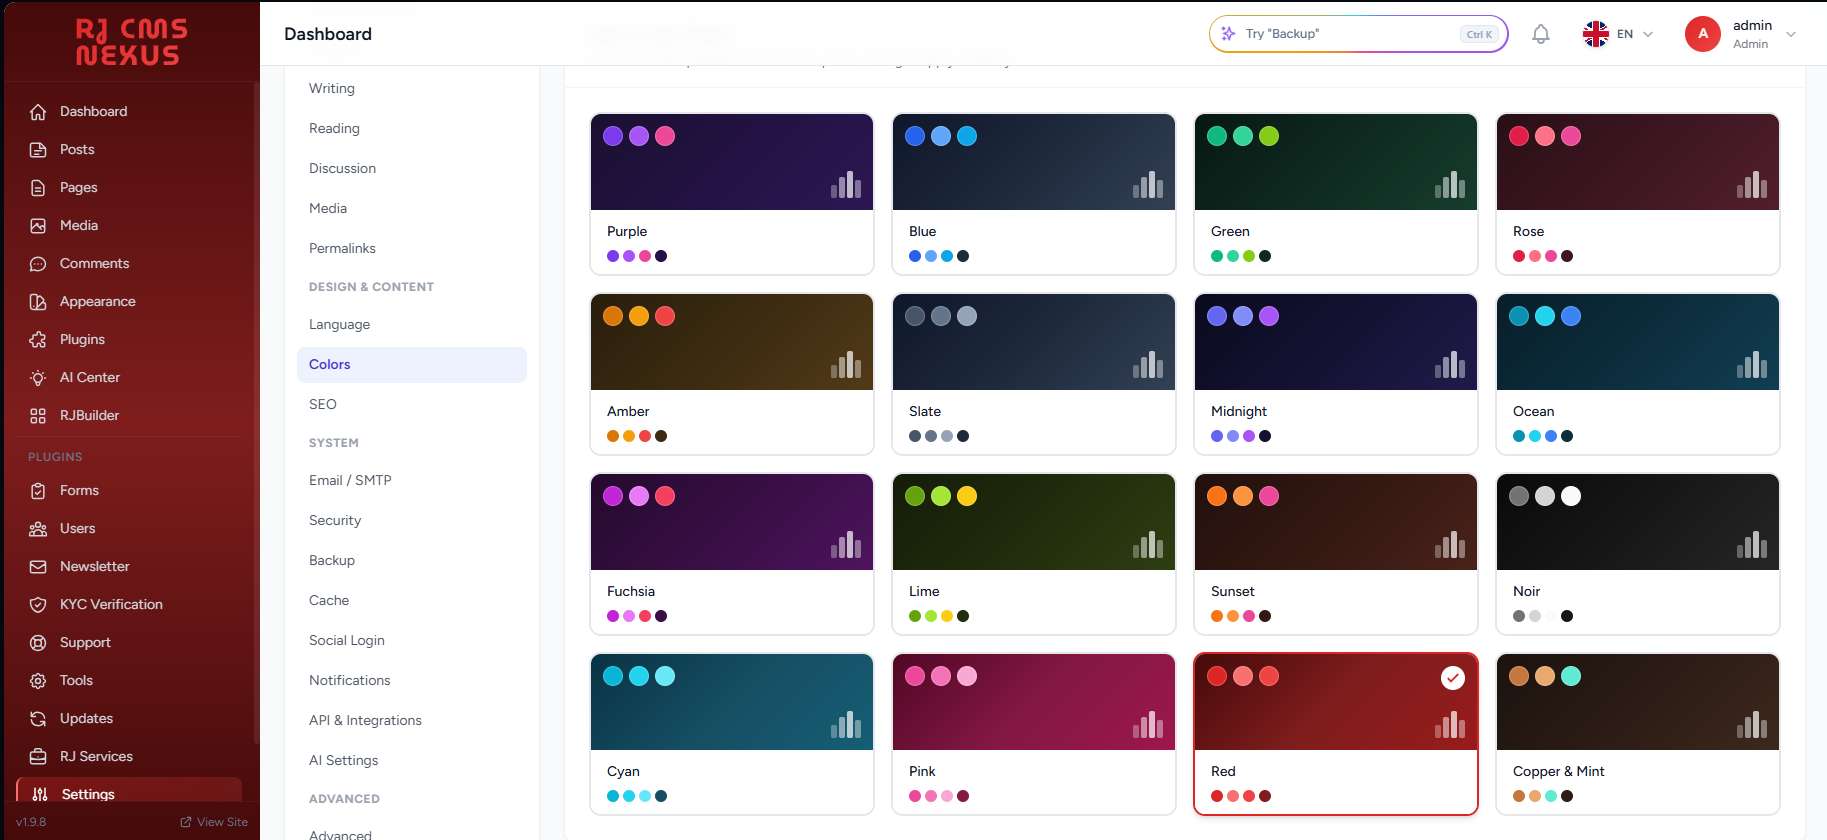 RJ CMS
NEXUS
Dashboard
Posts
Pages
Media
Comments
Appearance
Plugins
AI Center
RJBuilder
PLUGINS
Forms
Users
Newsletter
KYC Verification
Support
Tools
Updates
RJ Services
Settings
v1.9.8
View Site
Dashboard
Try "Backup"
Ctrl K
EN
A
admin
Admin
Writing
Reading
Discussion
Media
Permalinks
DESIGN & CONTENT
Language
Colors
SEO
SYSTEM
Email / SMTP
Security
Backup
Cache
Social Login
Notifications
API & Integrations
AI Settings
ADVANCED
Advanced
Purple
Blue
Green
Rose
Amber
Slate
Midnight
Ocean
Fuchsia
Lime
Sunset
Noir
Cyan
Pink
Red
Copper & Mint